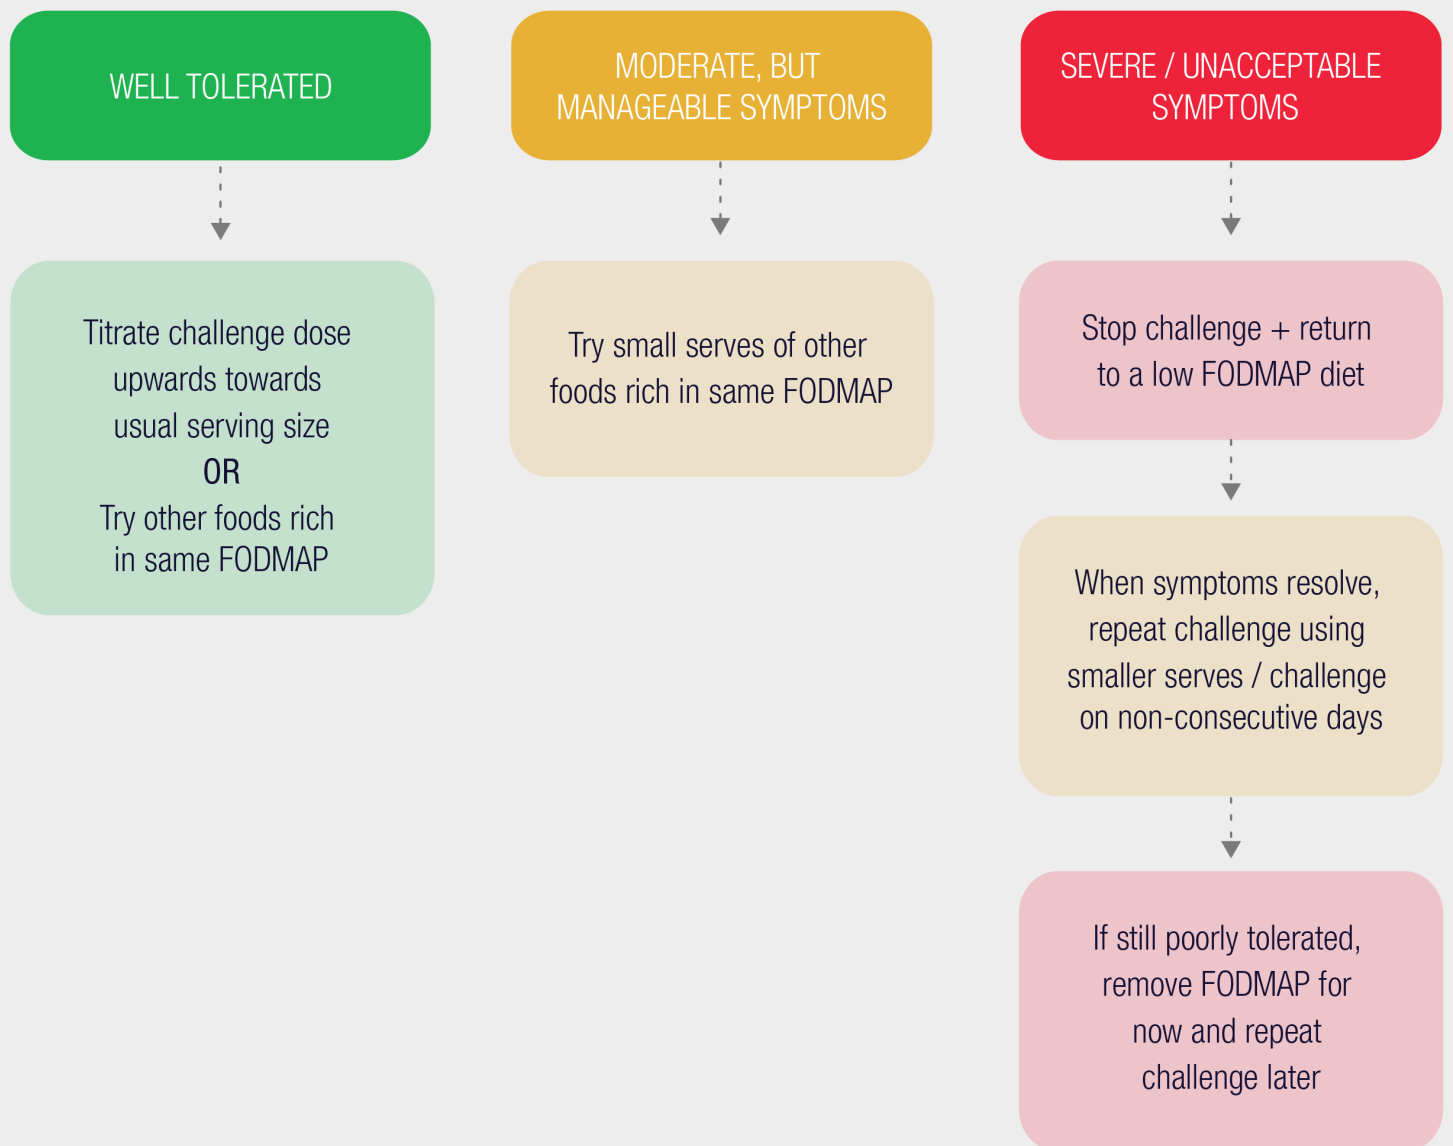 WELL TOLERATED
Titrate challenge dose
upwards towards
usual serving size
OR
Try other foods rich
in same FODMAP
MODERATE, BUT
MANAGEABLE SYMPTOMS
Try small serves of other
foods rich in same FODMAP
SEVERE / UNACCEPTABLE
SYMPTOMS
Stop challenge + return
to a low FODMAP diet
When symptoms resolve,
repeat challenge using
smaller serves / challenge
on non-consecutive days
If still poorly tolerated,
remove FODMAP for
now and repeat
challenge later